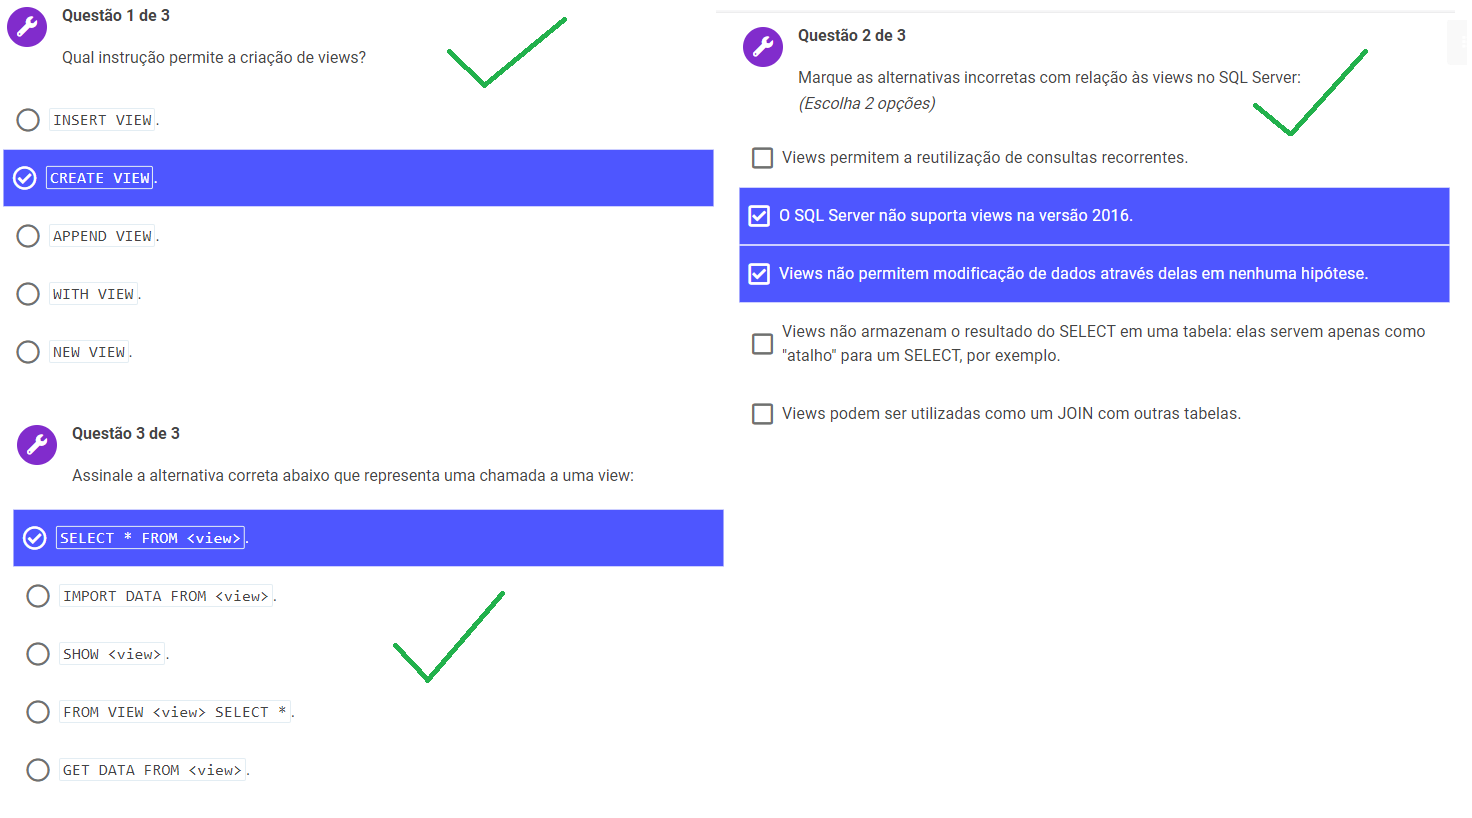 Questão 1 de 3
Qual instrução permite a criação de views?
INSERT VIEW.
CREATE VIEW.
APPEND VIEW.
WITH VIEW.
NEW VIEW.
Questão 2 de 3
Marque as alternativas incorretas com relação às views no SQL Server:
(Escolha 2 opções)
Views permitem a reutilização de consultas recorrentes.
O SQL Server não suporta views na versão 2016.
Views não permitem modificação de dados através delas em nenhuma hipótese.
Views não armazenam o resultado do SELECT em uma tabela: elas servem apenas como
"atalho" para um SELECT, por exemplo.
Views podem ser utilizadas como um JOIN com outras tabelas.
Questão 3 de 3
Assinale a alternativa correta abaixo que representa uma chamada a uma view:
SELECT * FROM <view>.
IMPORT DATA FROM <view>.
SHOW <view>.
FROM VIEW <view> SELECT *.
GET DATA FROM <view>.